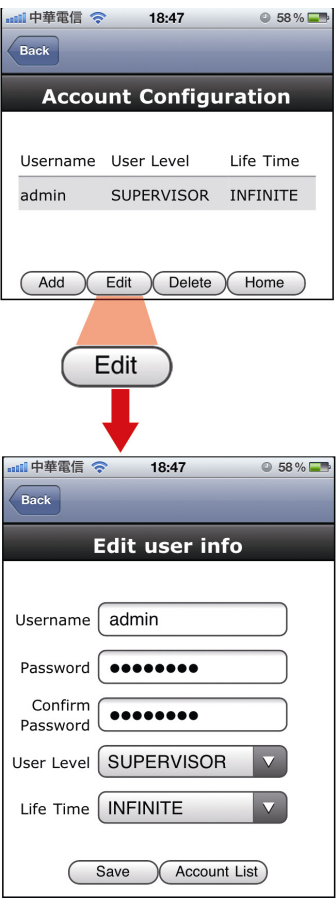 中華電信 18:47 58%
Back
Account Configuration
Username User Level Life Time
admin SUPERVISOR INFINITE
Add Edit Delete Home
Edit
中華電信 18:47 58%
Back
Edit user info
Username admin
Password ●●●●●●●●
Confirm
Password ●●●●●●●●
User Level SUPERVISOR
Life Time INFINITE
Save Account List